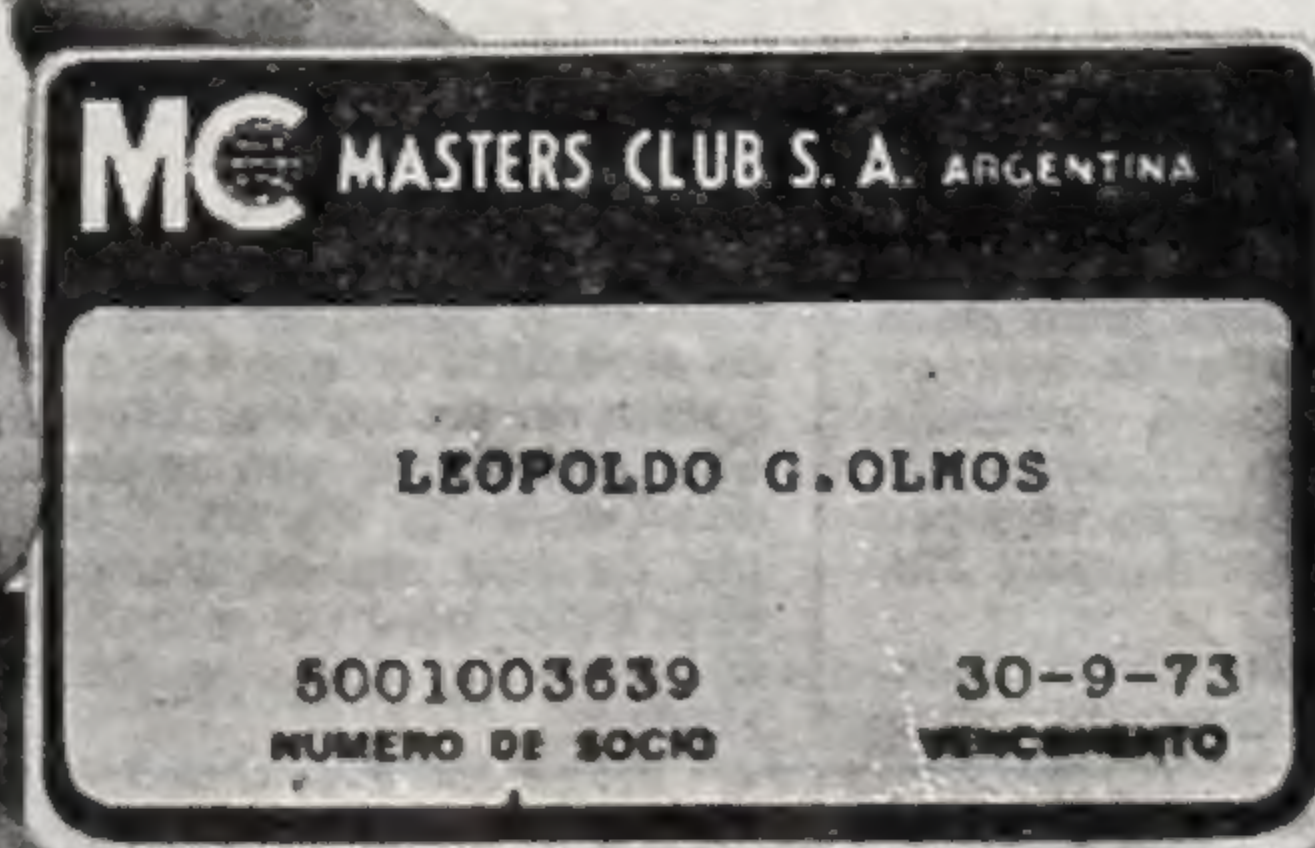 MC MASTERS CLUB S. A. ARGENTINA
LEOPOLDO G.OLMOS
5001003639 30-9-73
NUMERO DE SOCIO VENCIMIENTO